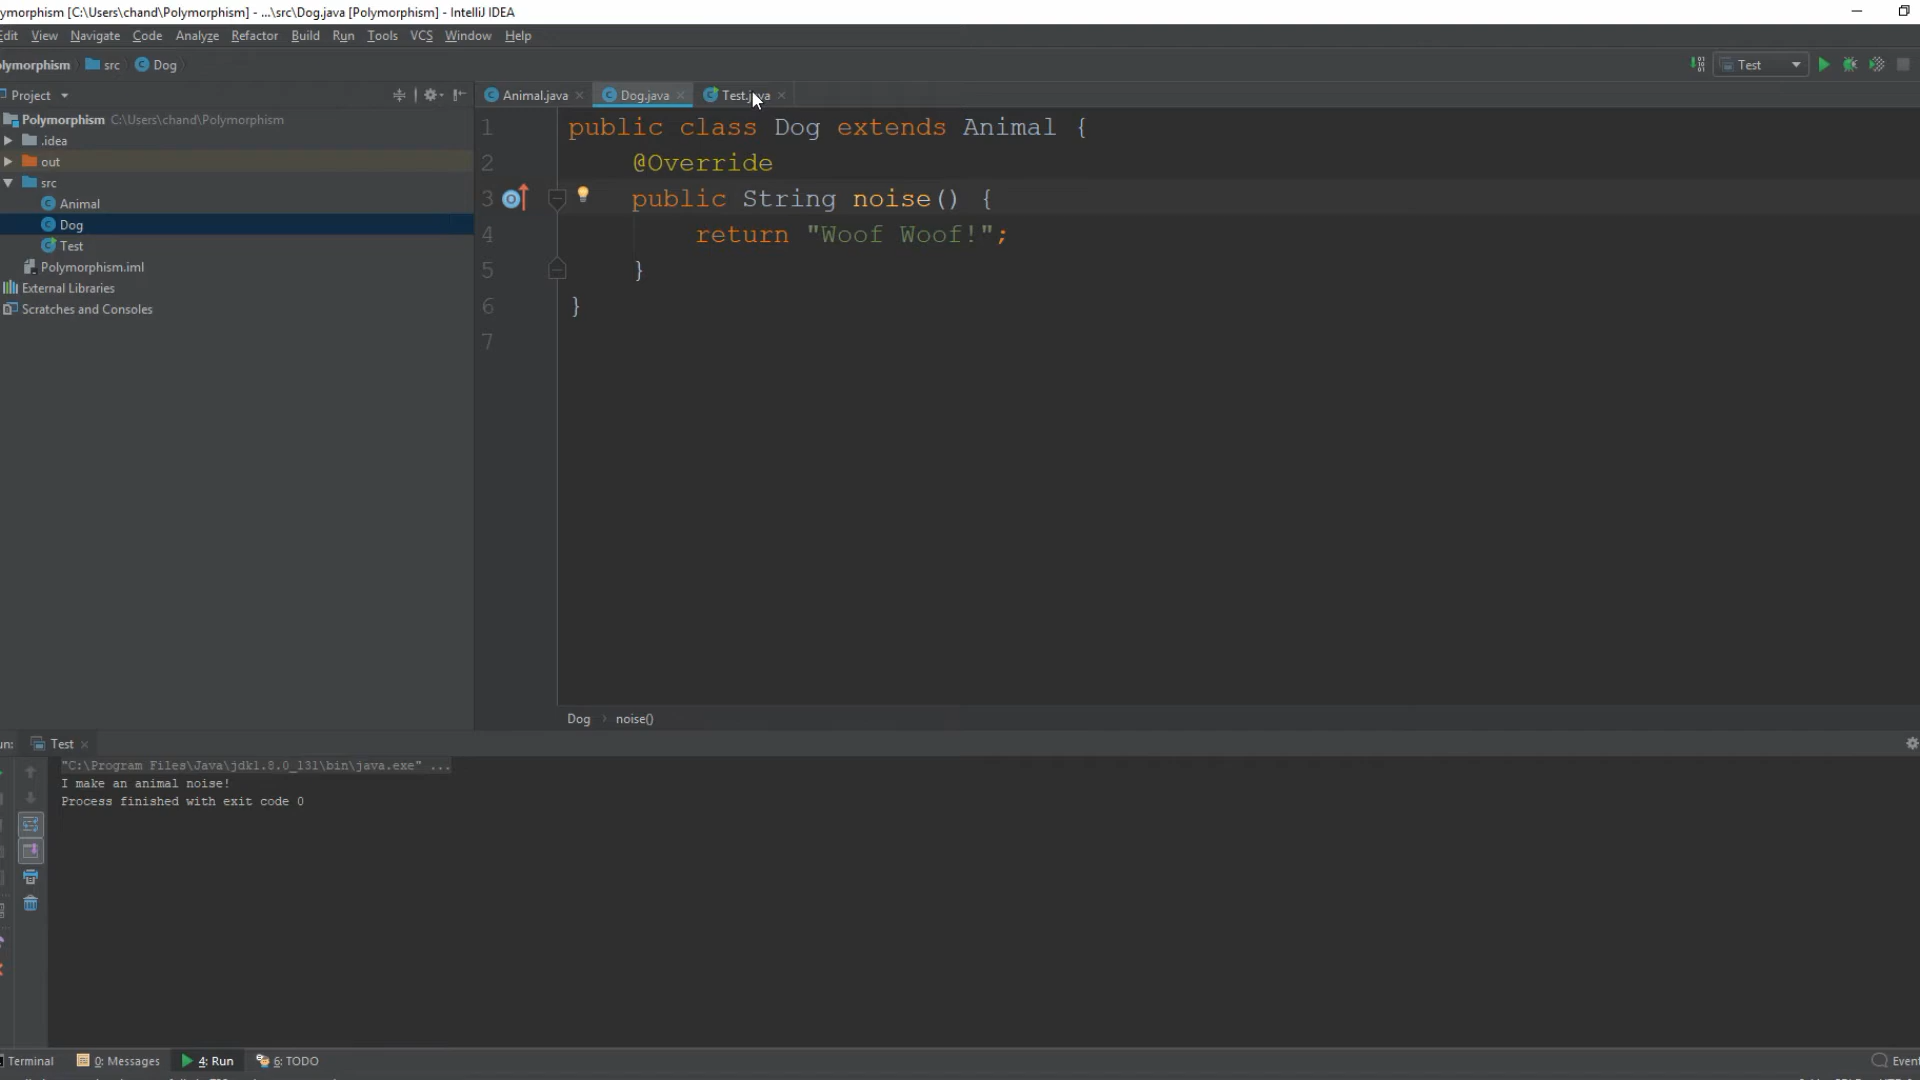 ymorphism [C:\Users\chand\Polymorphism] - ...\src\Dog.java [Polymorphism] - IntelliJ IDEA
dit View Navigate Code Analyze Refactor Build Run Tools VCS Window Help
olymorphism src Dog Test
Project Animal.java Dog.java Test.java
Polymorphism C:\Users\chand\Polymorphism
.idea
out
src
Animal
Dog
Test
Polymorphism.iml
External Libraries
Scratches and Consoles
1 public class Dog extends Animal {
2 @Override
3 public String noise() {
4 return "Woof Woof!";
5 }
6 }
7
Dog noise()
un: Test
"C:\Program Files\Java\jdk1.8.0_131\bin\java.exe" ...
I make an animal noise!
Process finished with exit code 0
Terminal 0: Messages 4: Run 6: TODO Event